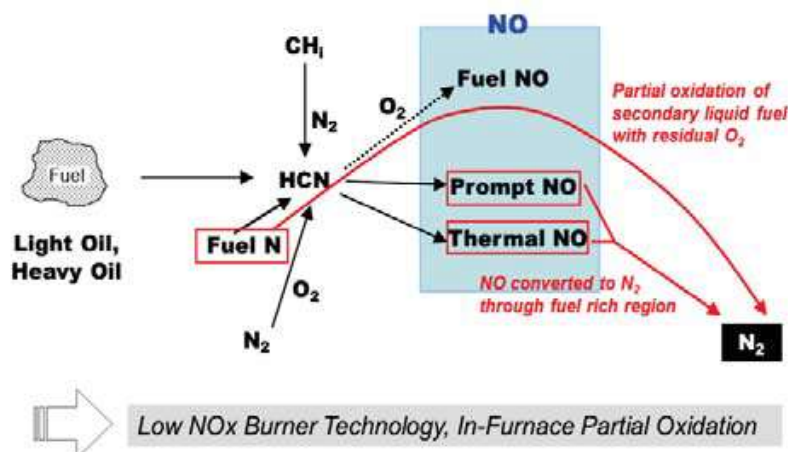 NO
CHi
Fuel NO
O2
Partial oxidation of
secondary liquid fuel
with residual O2
N2
Fuel
HCN
Prompt NO
Light Oil,
Heavy Oil
Fuel N
Thermal NO
O2
NO converted to N2
through fuel rich region
N2
N2
Low NOx Burner Technology, In-Furnace Partial Oxidation